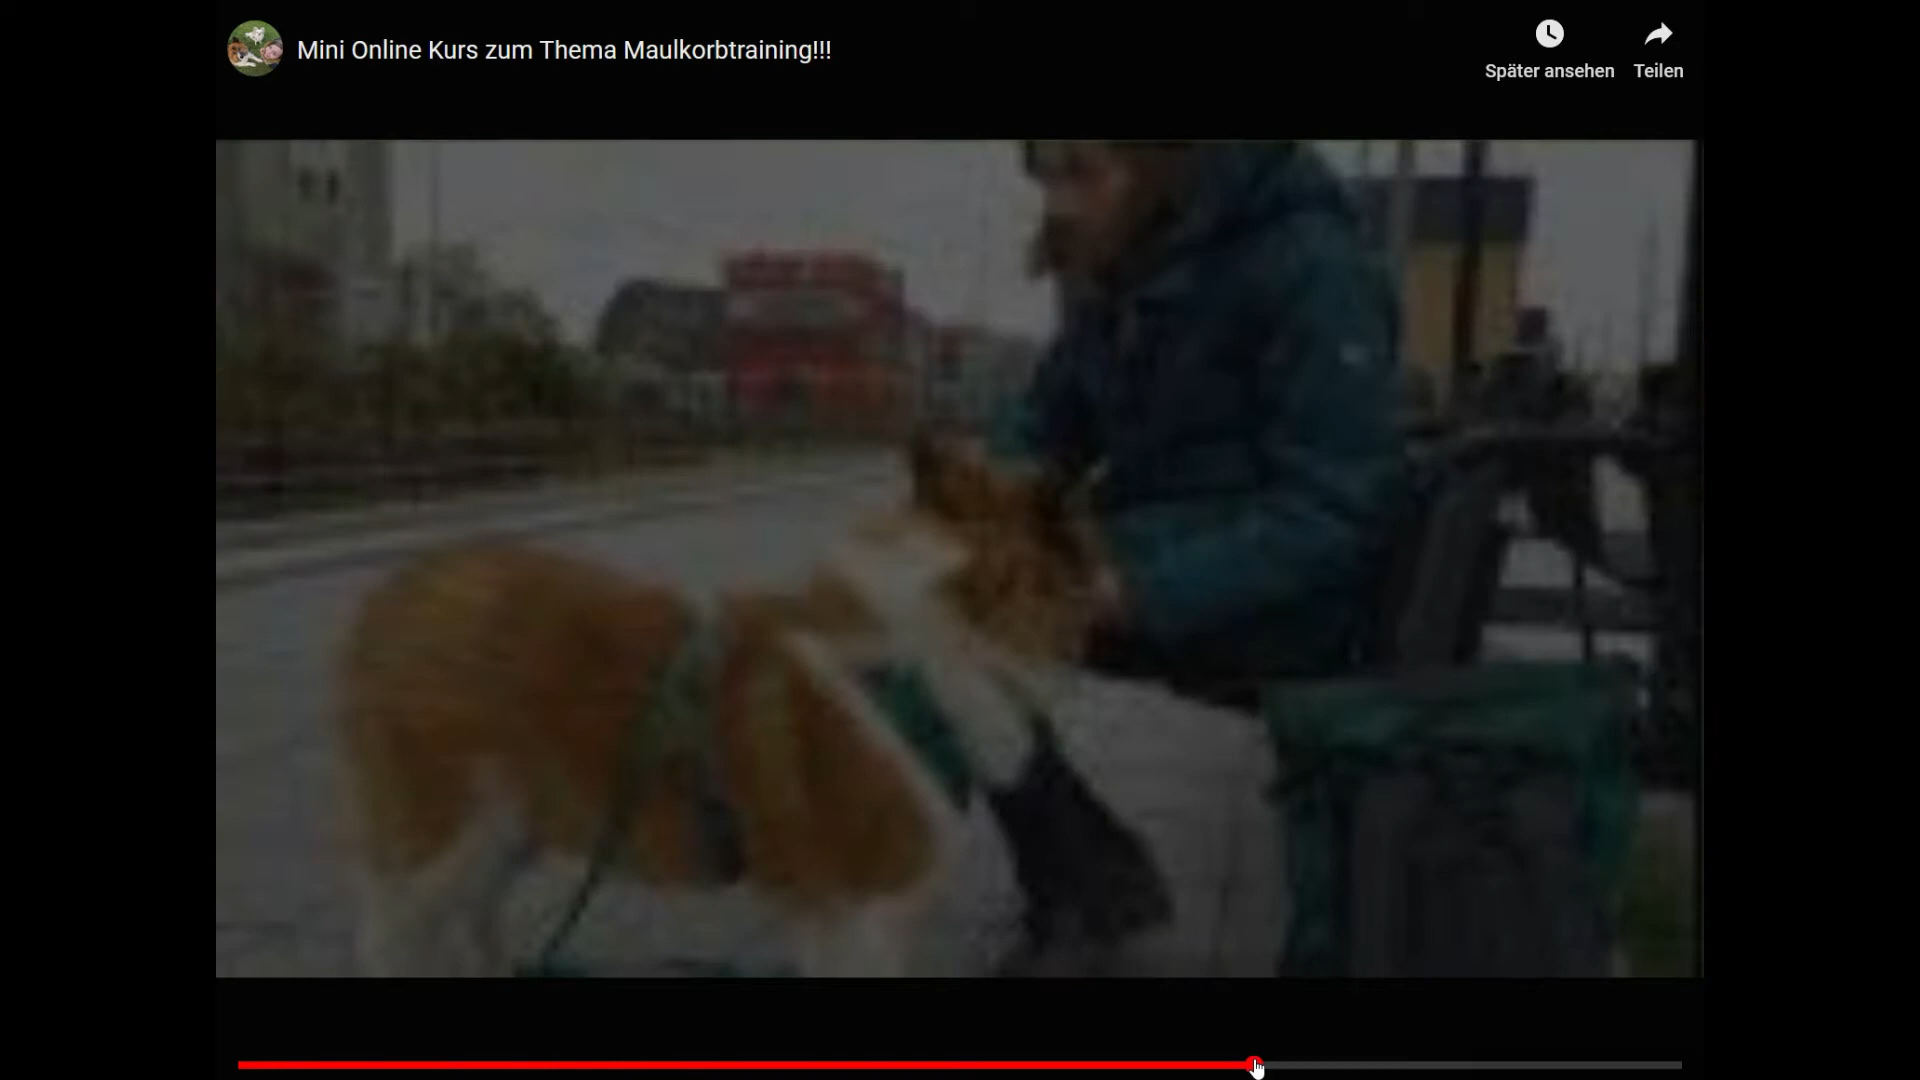 Mini Online Kurs zum Thema Maulkorbtraining!!!
Später ansehen
Teilen